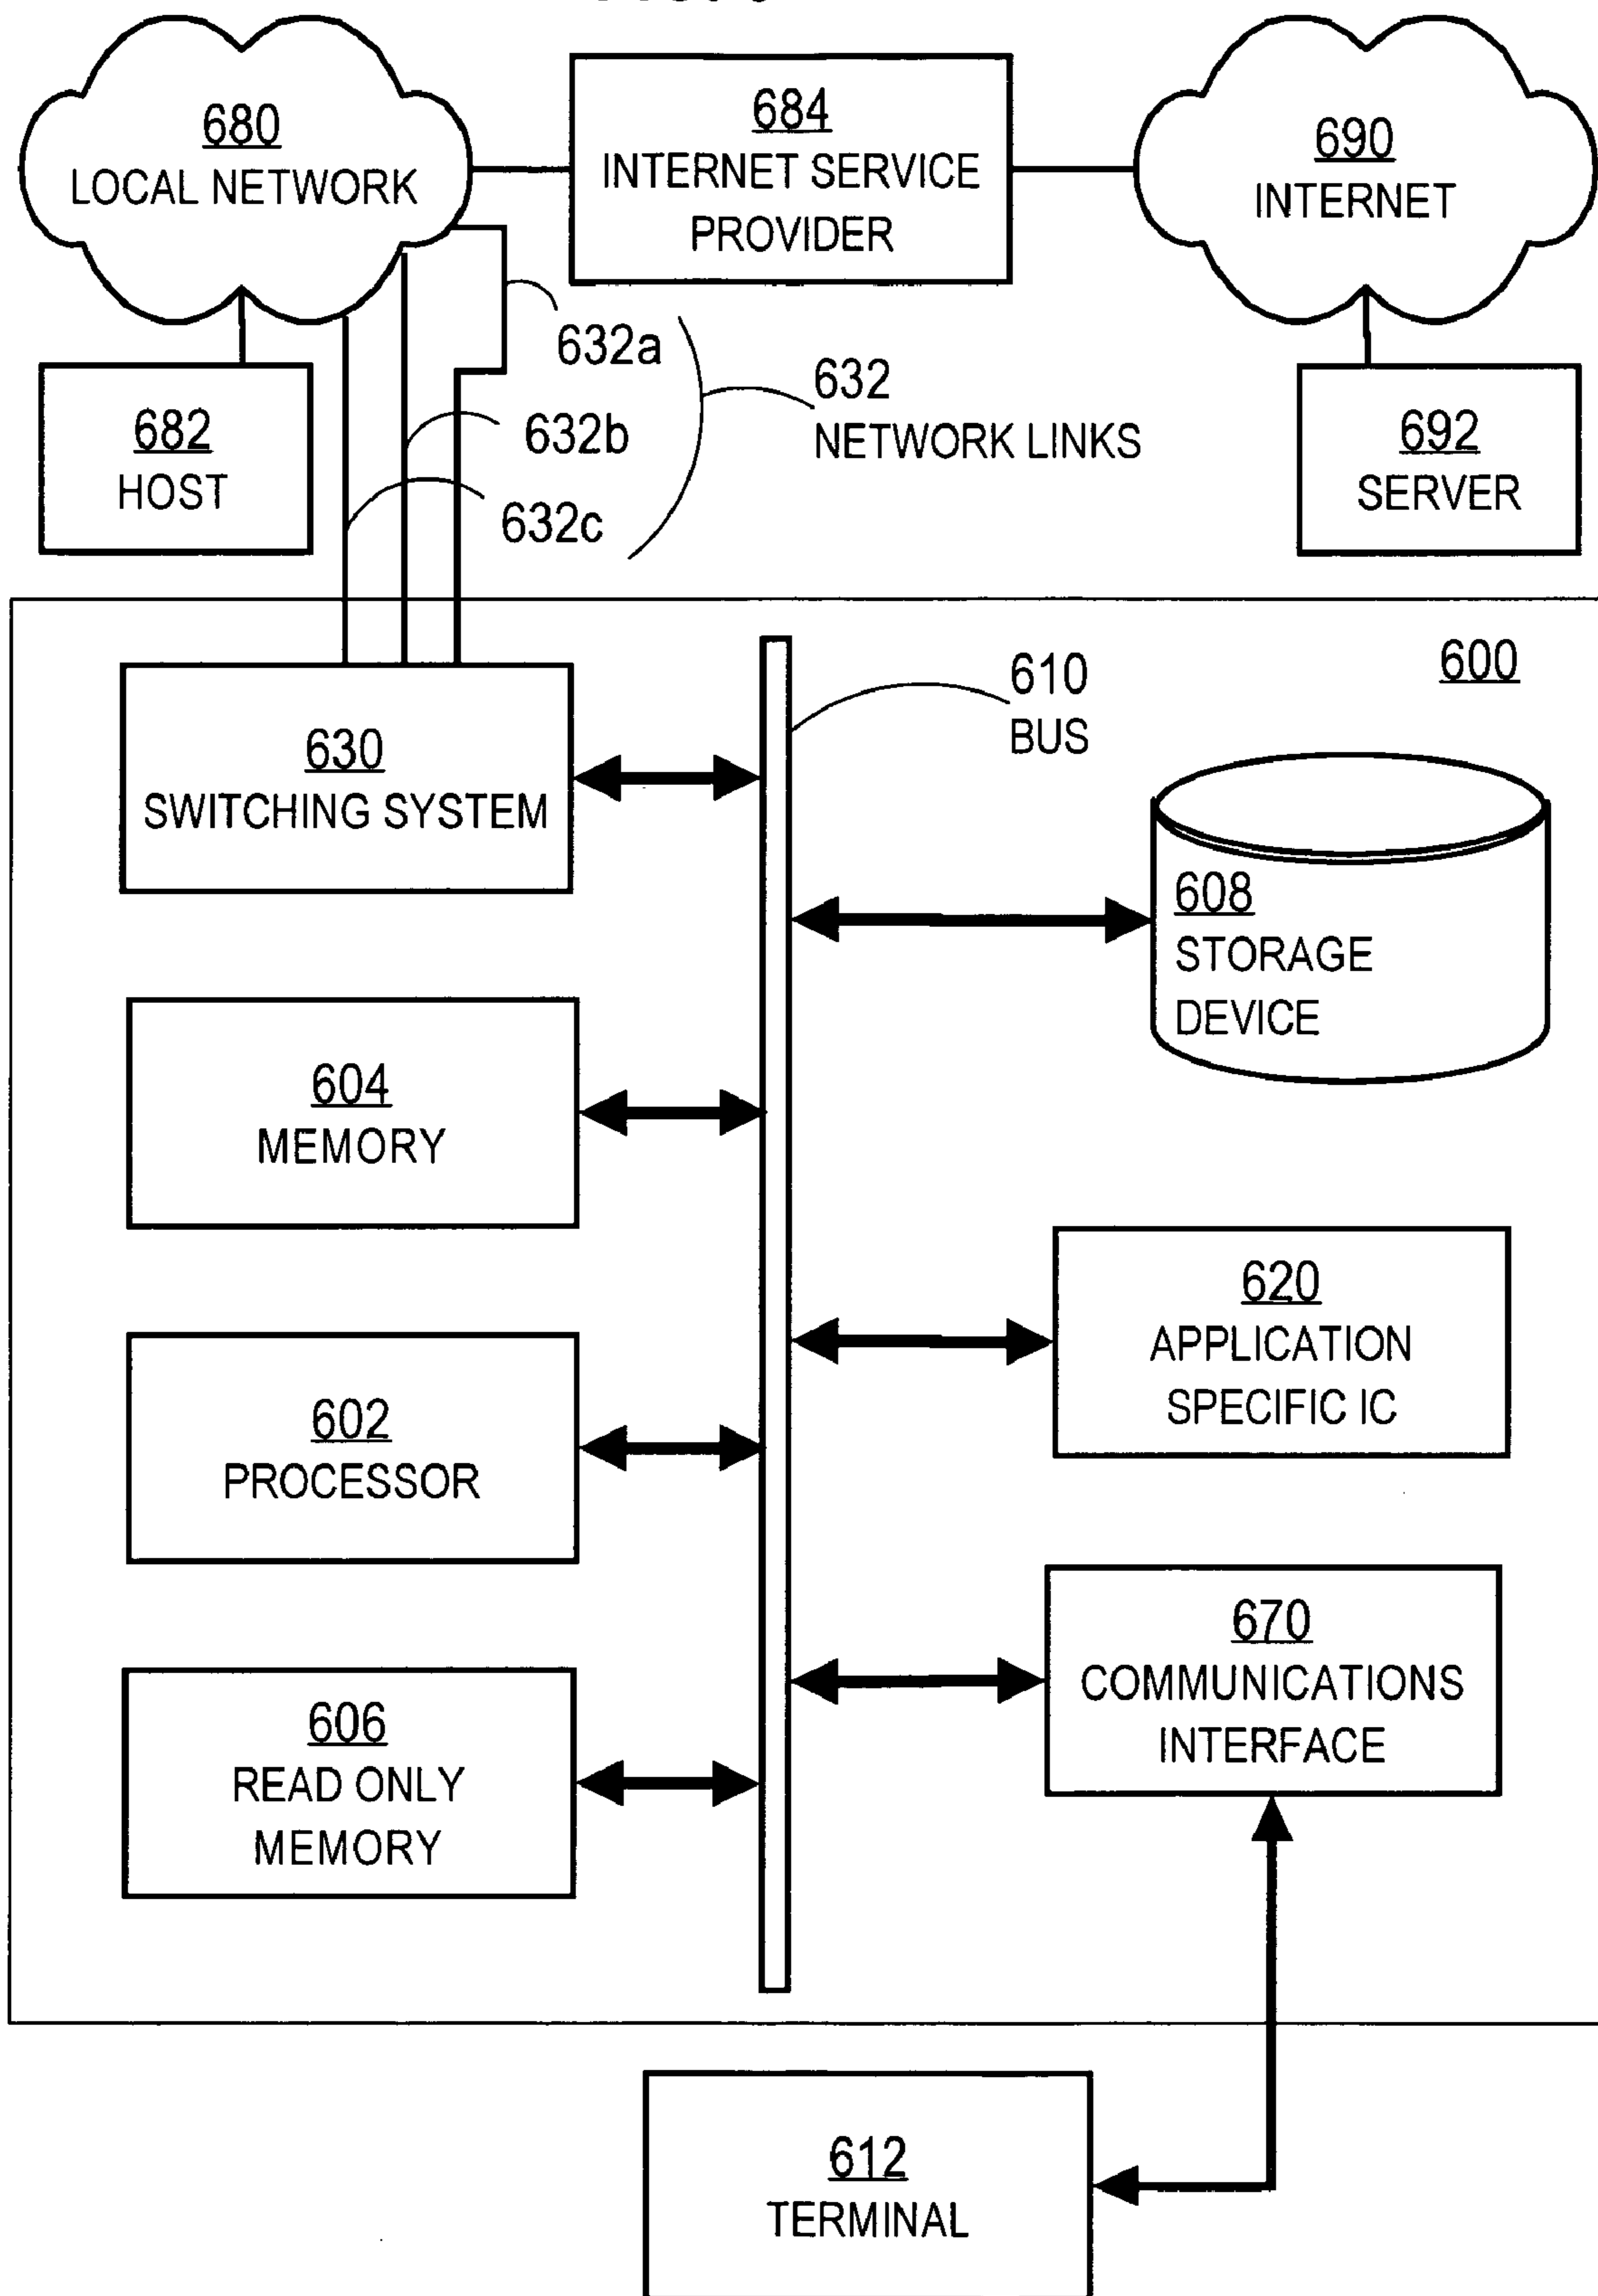 680
LOCAL NETWORK
684
INTERNET SERVICE
PROVIDER
690
INTERNET
632a
632b
632c
632
NETWORK LINKS
682
HOST
692
SERVER
600
610
BUS
630
SWITCHING SYSTEM
608
STORAGE
DEVICE
604
MEMORY
620
APPLICATION
SPECIFIC IC
602
PROCESSOR
670
COMMUNICATIONS
INTERFACE
606
READ ONLY
MEMORY
612
TERMINAL